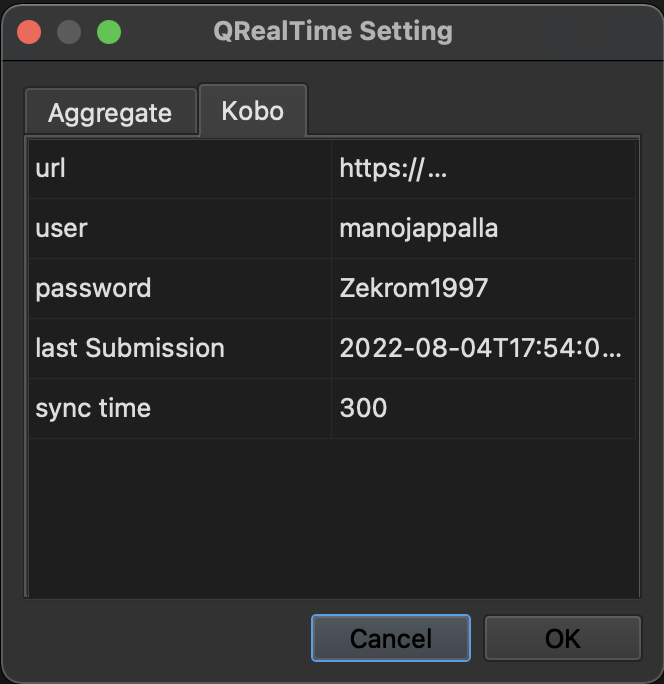 QRealTime Setting
Aggregate Kobo
url https://...
user manojappalla
password Zekrom1997
last Submission 2022-08-04T17:54:0...
sync time 300
Cancel OK